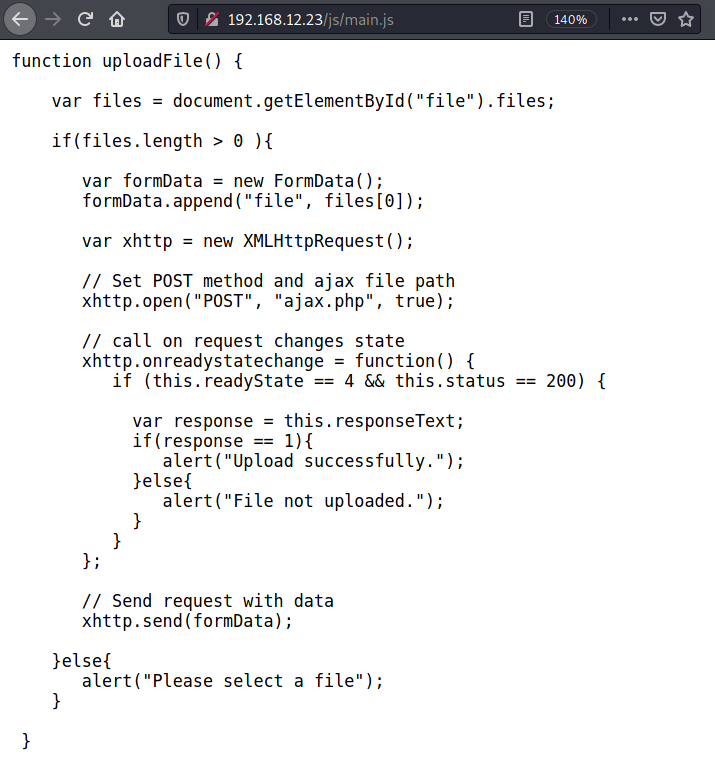 192.168.12.23/js/main.js
140%
function uploadFile() {
var files = document.getElementById("file").files;
if(files.length > 0 ){
var formData = new FormData();
formData.append("file", files[0]);
var xhttp = new XMLHttpRequest();
// Set POST method and ajax file path
xhttp.open("POST", "ajax.php", true);
// call on request changes state
xhttp.onreadystatechange = function() {
if (this.readyState == 4 && this.status == 200) {
var response = this.responseText;
if(response == 1){
alert("Upload successfully.");
}else{
alert("File not uploaded.");
}
}
};
// Send request with data
xhttp.send(formData);
}else{
alert("Please select a file");
}
}